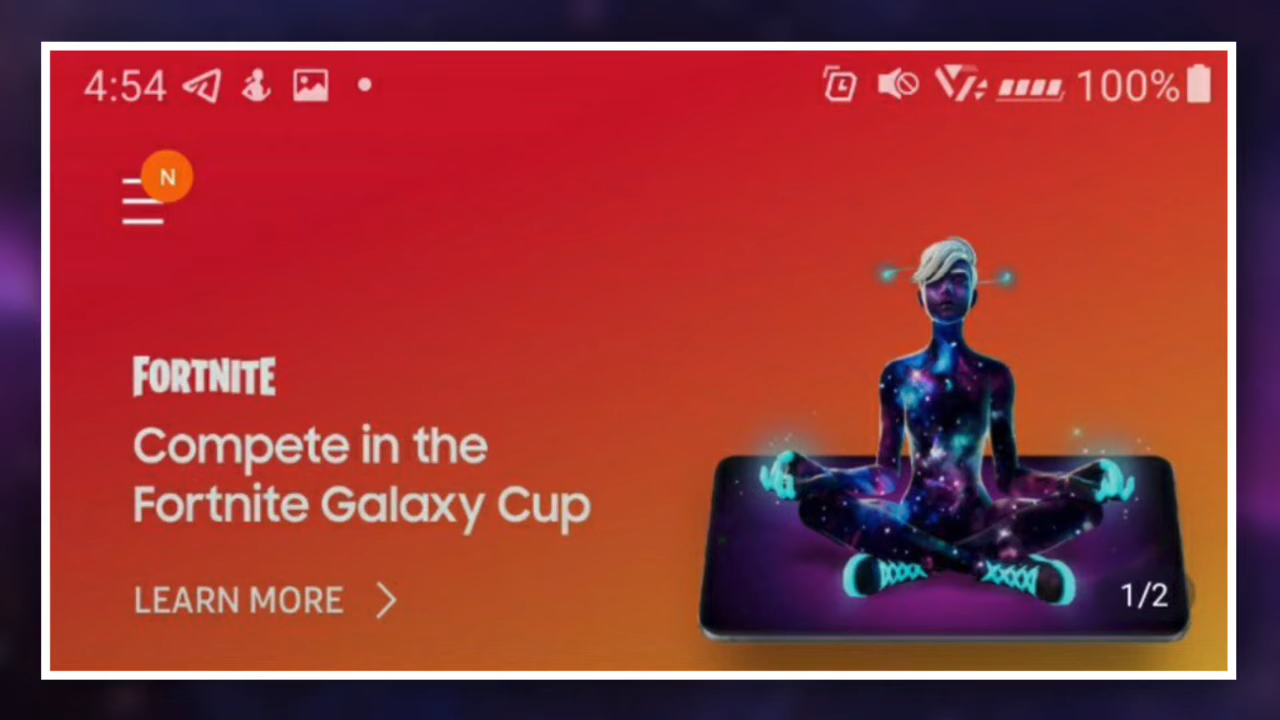 4:54
100%
N
FORTNITE
Compete in the
Fortnite Galaxy Cup
LEARN MORE
1/2